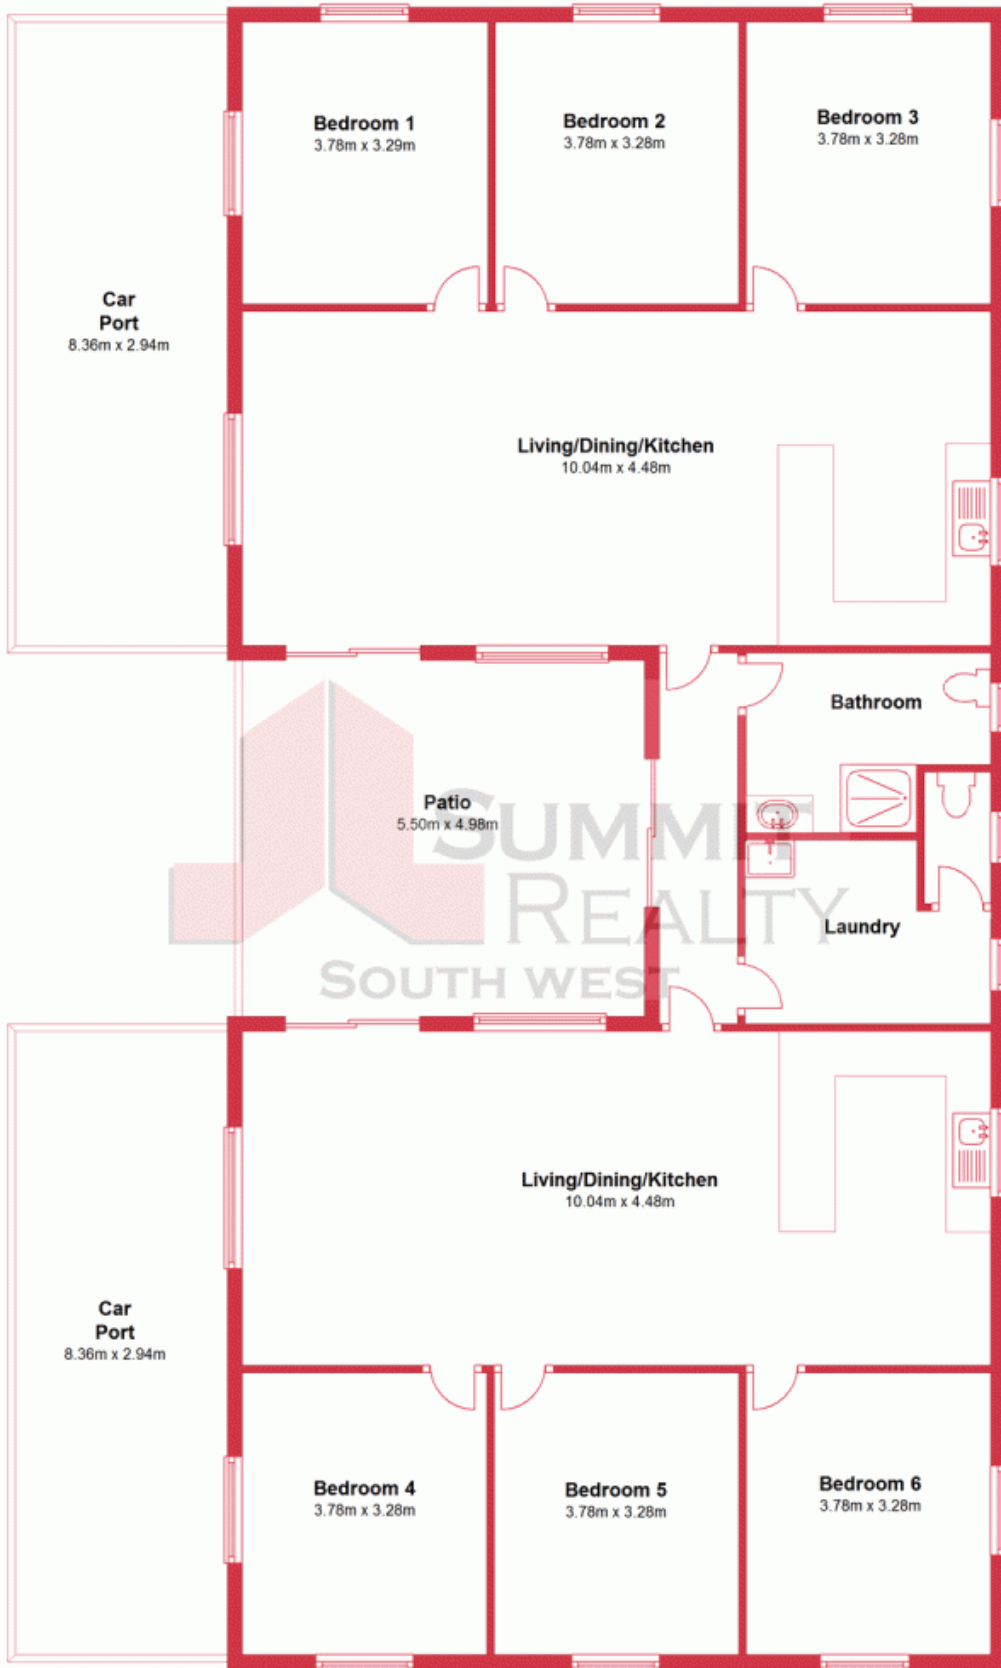 Bedroom 1
3.78m x 3.29m
Bedroom 2
3.78m x 3.28m
Bedroom 3
3.78m x 3.28m
Car
Port
8.36m x 2.94m
Living/Dining/Kitchen
10.04m x 4.48m
Bathroom
Patio
5.50m x 4.98m
SUMMIT
REALTY
SOUTH WEST
Laundry
Living/Dining/Kitchen
10.04m x 4.48m
Car
Port
8.36m x 2.94m
Bedroom 4
3.78m x 3.28m
Bedroom 5
3.78m x 3.28m
Bedroom 6
3.78m x 3.28m